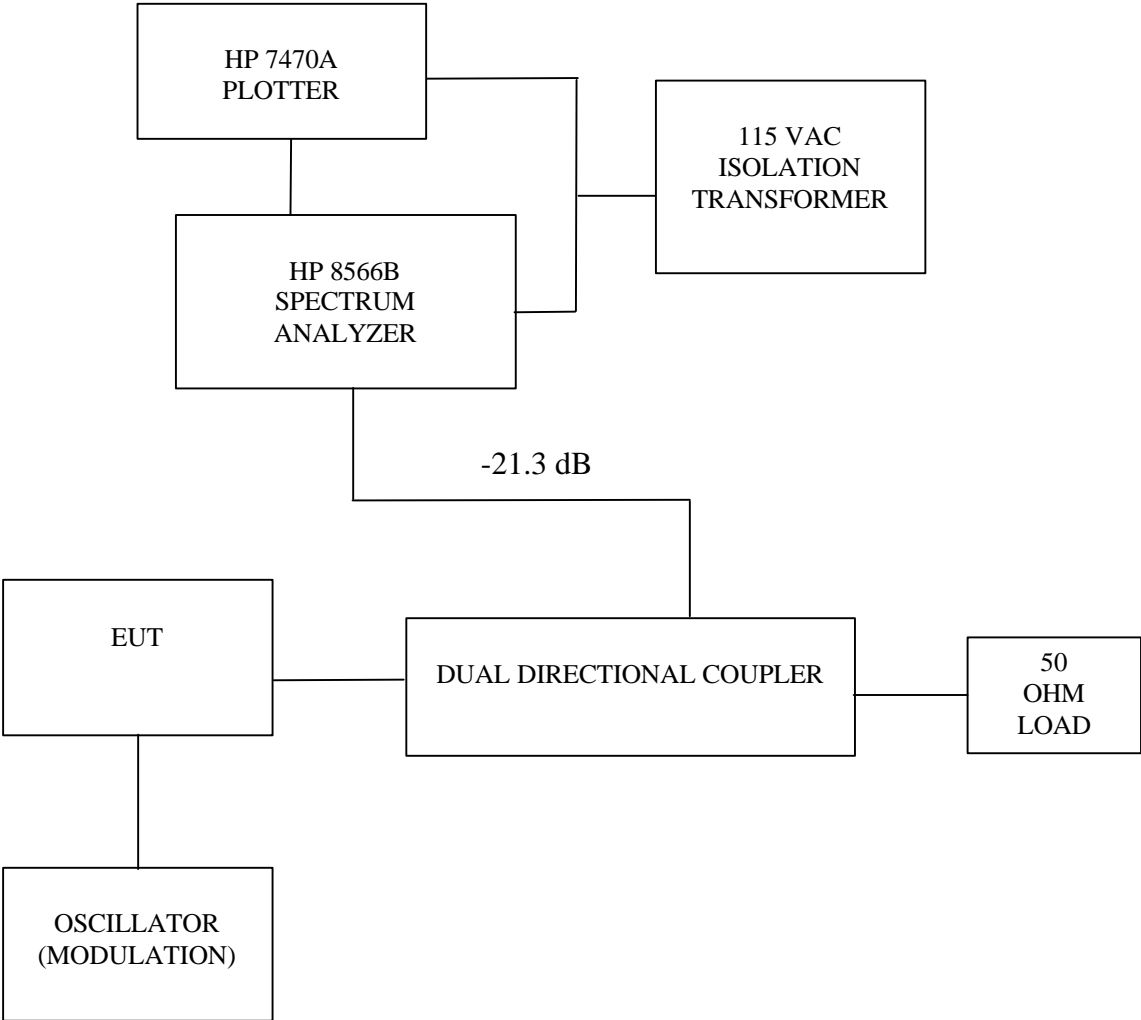 HP 7470A
PLOTTER
115 VAC
ISOLATION
TRANSFORMER
HP 8566B
SPECTRUM
ANALYZER
-21.3 dB
EUT
DUAL DIRECTIONAL COUPLER
50
OHM
LOAD
OSCILLATOR
(MODULATION)